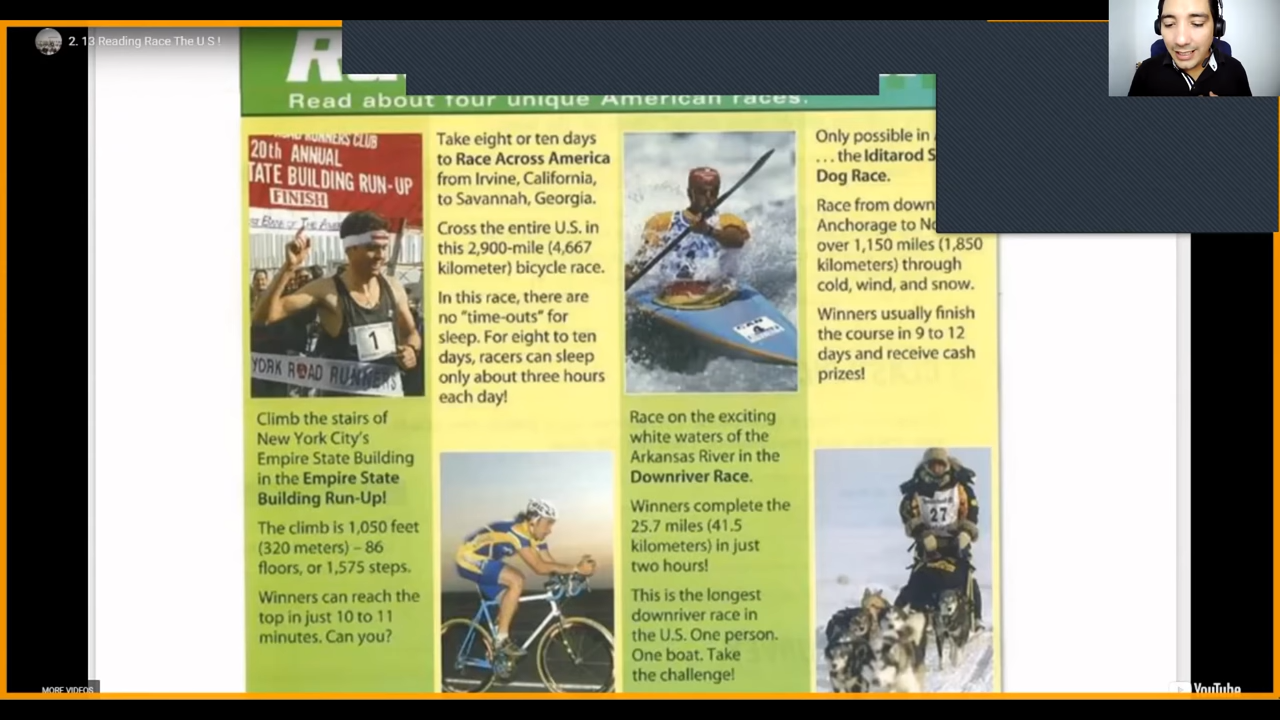 2. 13 Reading Race The U S !
Read about four unique American races.
ROAD RUNNERS CLUB
20th ANNUAL
TATE BUILDING RUN-UP
FINISH
1
YORK ROAD RUNNERS
Climb the stairs of
New York City's
Empire State Building
in the Empire State
Building Run-Up!
The climb is 1,050 feet
(320 meters) – 86
floors, or 1,575 steps.
Winners can reach the
top in just 10 to 11
minutes. Can you?
Take eight or ten days
to Race Across America
from Irvine, California,
to Savannah, Georgia.
Cross the entire U.S. in
this 2,900-mile (4,667
kilometer) bicycle race.
In this race, there are
no "time-outs" for
sleep. For eight to ten
days, racers can sleep
only about three hours
each day!
Race on the exciting
white waters of the
Arkansas River in the
Downriver Race.
Winners complete the
25.7 miles (41.5
kilometers) in just
two hours!
This is the longest
downriver race in
the U.S. One person.
One boat. Take
the challenge!
Only possible in
. . . the Iditarod S
Dog Race.
Race from down
Anchorage to No
over 1,150 miles (1,850
kilometers) through
cold, wind, and snow.
Winners usually finish
the course in 9 to 12
days and receive cash
prizes!
27
MORE VIDEOS
YouTube